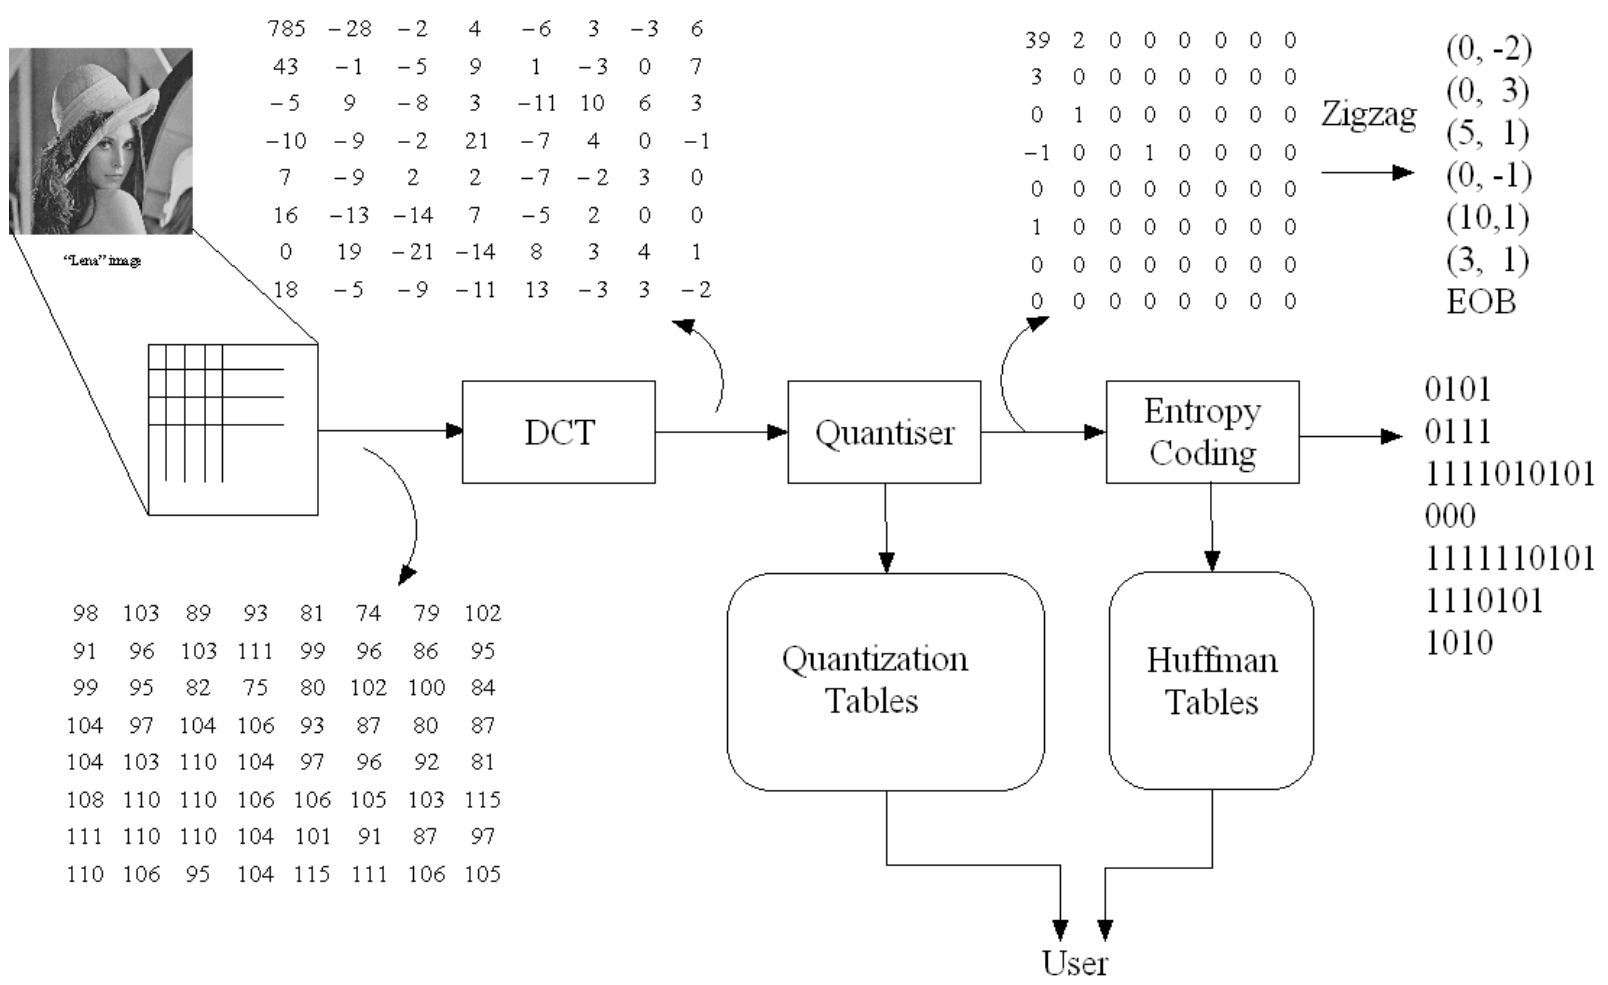 785 −28 −2 4 −6 3 −3 6
43 −1 −5 9 1 −3 0 7
−5 9 −8 3 −11 10 6 3
−10 −9 −2 21 −7 4 0 −1
7 −9 2 2 −7 −2 3 0
16 −13 −14 7 −5 2 0 0
0 19 −21 −14 8 3 4 1
18 −5 −9 −11 13 −3 3 −2
39 2 0 0 0 0 0 0
3 0 0 0 0 0 0 0
0 1 0 0 0 0 0 0
−1 0 0 1 0 0 0 0
0 0 0 0 0 0 0 0
1 0 0 0 0 0 0 0
0 0 0 0 0 0 0 0
0 0 0 0 0 0 0 0
Zigzag
(0, -2)
(0, 3)
(5, 1)
(0, -1)
(10,1)
(3, 1)
EOB
“Lena” image
DCT
Quantiser
Entropy
Coding
0101
0111
1111010101
000
1111110101
1110101
1010
98 103 89 93 81 74 79 102
91 96 103 111 99 96 86 95
99 95 82 75 80 102 100 84
104 97 104 106 93 87 80 87
104 103 110 104 97 96 92 81
108 110 110 106 106 105 103 115
111 110 110 104 101 91 87 97
110 106 95 104 115 111 106 105
Quantization
Tables
Huffman
Tables
User